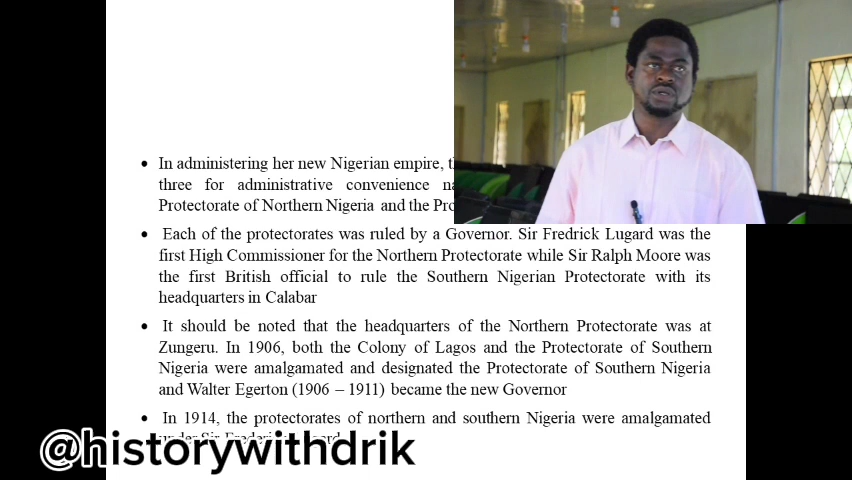 • In administering her new Nigerian empire,
three for administrative convenience
Protectorate of Northern Nigeria and the
• Each of the protectorates was ruled by a Governor. Sir Fredrick Lugard was the
first High Commissioner for the Northern Protectorate while Sir Ralph Moore was
the first British official to rule the Southern Nigerian Protectorate with its
headquarters in Calabar
• It should be noted that the headquarters of the Northern Protectorate was at
Zungeru. In 1906, both the Colony of Lagos and the Protectorate of Southern
Nigeria were amalgamated and designated the Protectorate of Southern Nigeria
and Walter Egerton (1906 – 1911) became the new Governor
• In 1914, the protectorates of northern and southern Nigeria were amalgamated
@historywithdrik